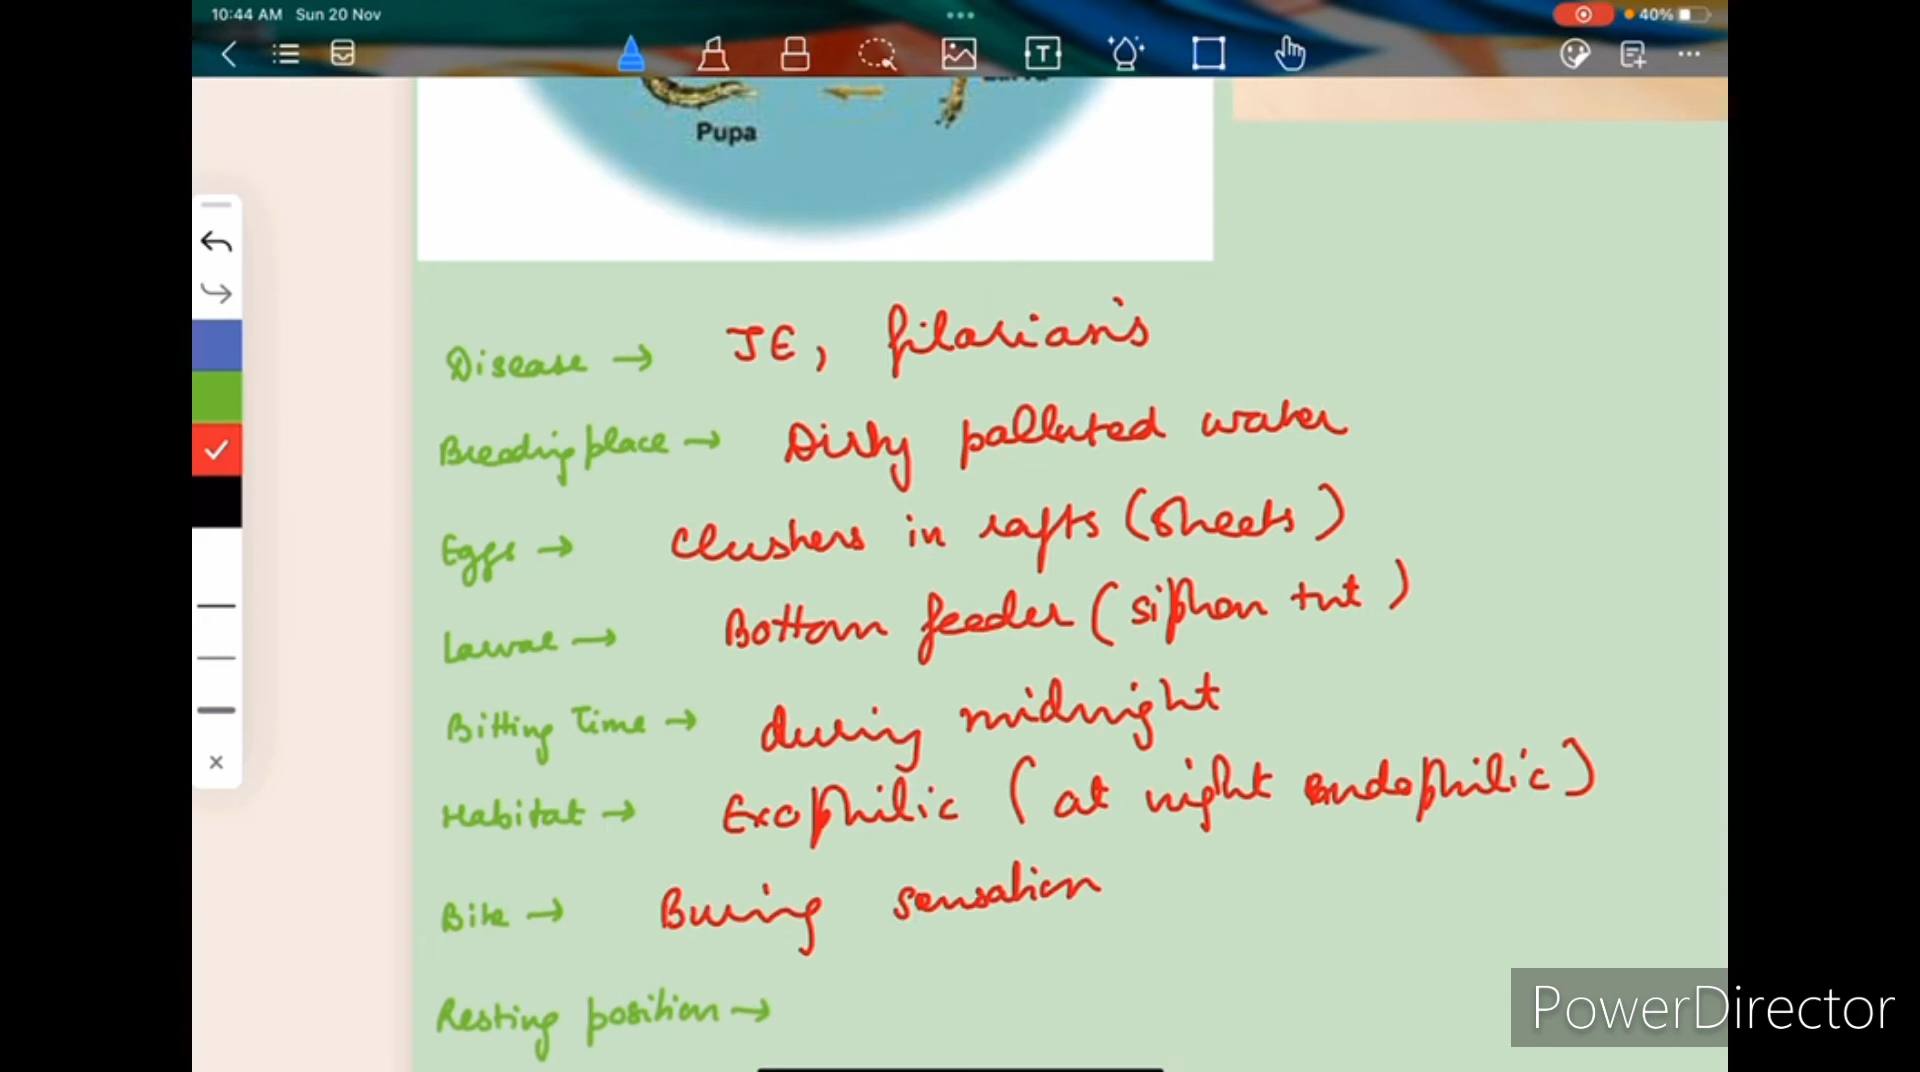 10:44 AM Sun 20 Nov
40%
Pupa
Disease → JE, filariasis
Breeding place → Dirty polluted water
Eggs → Clusters in rafts (sheets)
Larvae → Bottom feeder (siphon tut)
Bitting Time → during midnight
Habitat → Exophilic (at night endophilic)
Bite → Buring sensation
Resting position →
PowerDirector